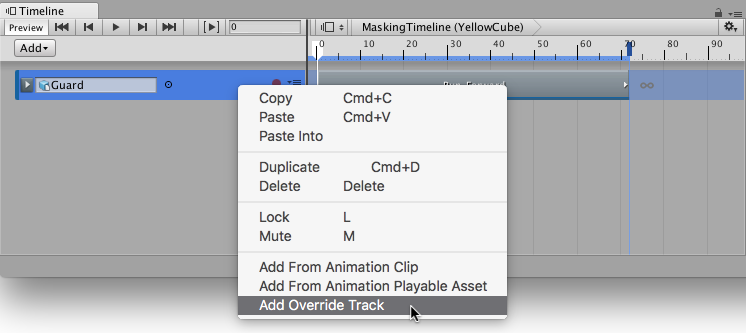 Timeline
Preview
0
MaskingTimeline (YellowCube)
Add
0 10 20 30 40 50 60 70 80 90
Guard
Copy Cmd+C
Paste Cmd+V
Paste Into
Duplicate Cmd+D
Delete Delete
Lock L
Mute M
Add From Animation Clip
Add From Animation Playable Asset
Add Override Track